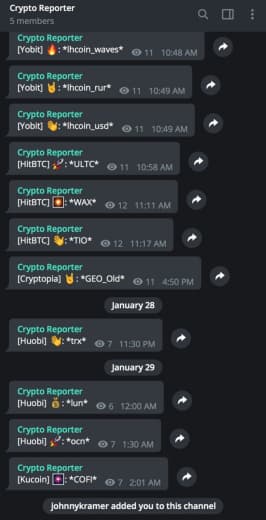 Crypto Reporter
5 members
Crypto Reporter
[Yobit] 🔥: *lhcoin_waves* 11 10:48 AM
Crypto Reporter
[Yobit] 🤘: *lhcoin_rur* 11 10:49 AM
Crypto Reporter
[Yobit] 👋: *lhcoin_usd* 11 10:49 AM
Crypto Reporter
[HitBTC] 🚀: *ULTC* 11 10:58 AM
Crypto Reporter
[HitBTC] 💥: *WAX* 12 11:11 AM
Crypto Reporter
[HitBTC] 👋: *TIO* 12 11:17 AM
Crypto Reporter
[Cryptopia] 🤘: *GEO_Old* 11 4:50 PM
January 28
Crypto Reporter
[Huobi] 👋: *trx* 7 11:30 PM
January 29
Crypto Reporter
[Huobi] 💰: *lun* 6 12:00 AM
Crypto Reporter
[Huobi] 🚀: *ocn* 7 1:30 AM
Crypto Reporter
[Kucoin] 🎆: *COFI* 7 2:01 AM
johnnykramer added you to this channel